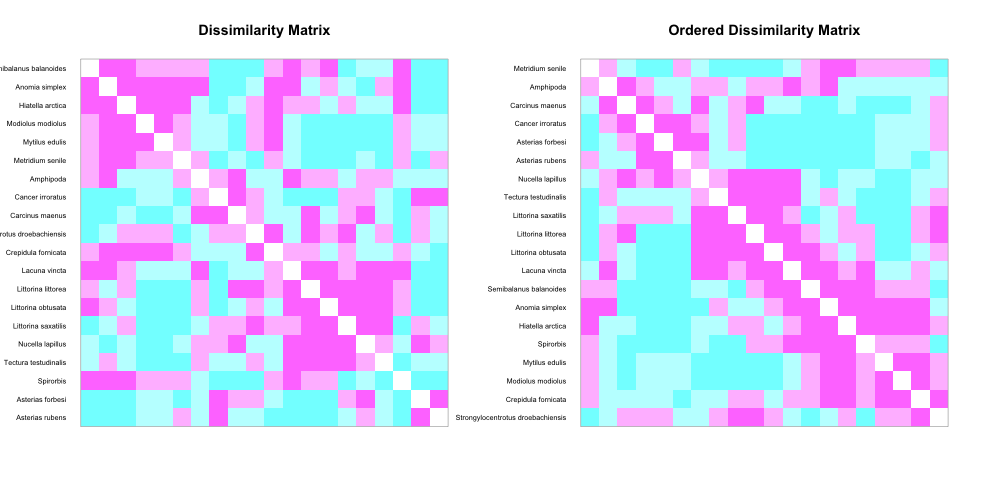 Dissimilarity Matrix
nibalanus balanoides
Anomia simplex
Hiatella arctica
Modiolus modiolus
Mytilus edulis
Metridium senile
Amphipoda
Cancer irroratus
Carcinus maenus
rotus droebachiensis
Crepidula fornicata
Lacuna vincta
Littorina littorea
Littorina obtusata
Littorina saxatilis
Nucella lapillus
Tectura testudinalis
Spirorbis
Asterias forbesi
Asterias rubens
Ordered Dissimilarity Matrix
Metridium senile
Amphipoda
Carcinus maenus
Cancer irroratus
Asterias forbesi
Asterias rubens
Nucella lapillus
Tectura testudinalis
Littorina saxatilis
Littorina littorea
Littorina obtusata
Lacuna vincta
Semibalanus balanoides
Anomia simplex
Hiatella arctica
Spirorbis
Mytilus edulis
Modiolus modiolus
Crepidula fornicata
Strongylocentrotus droebachiensis